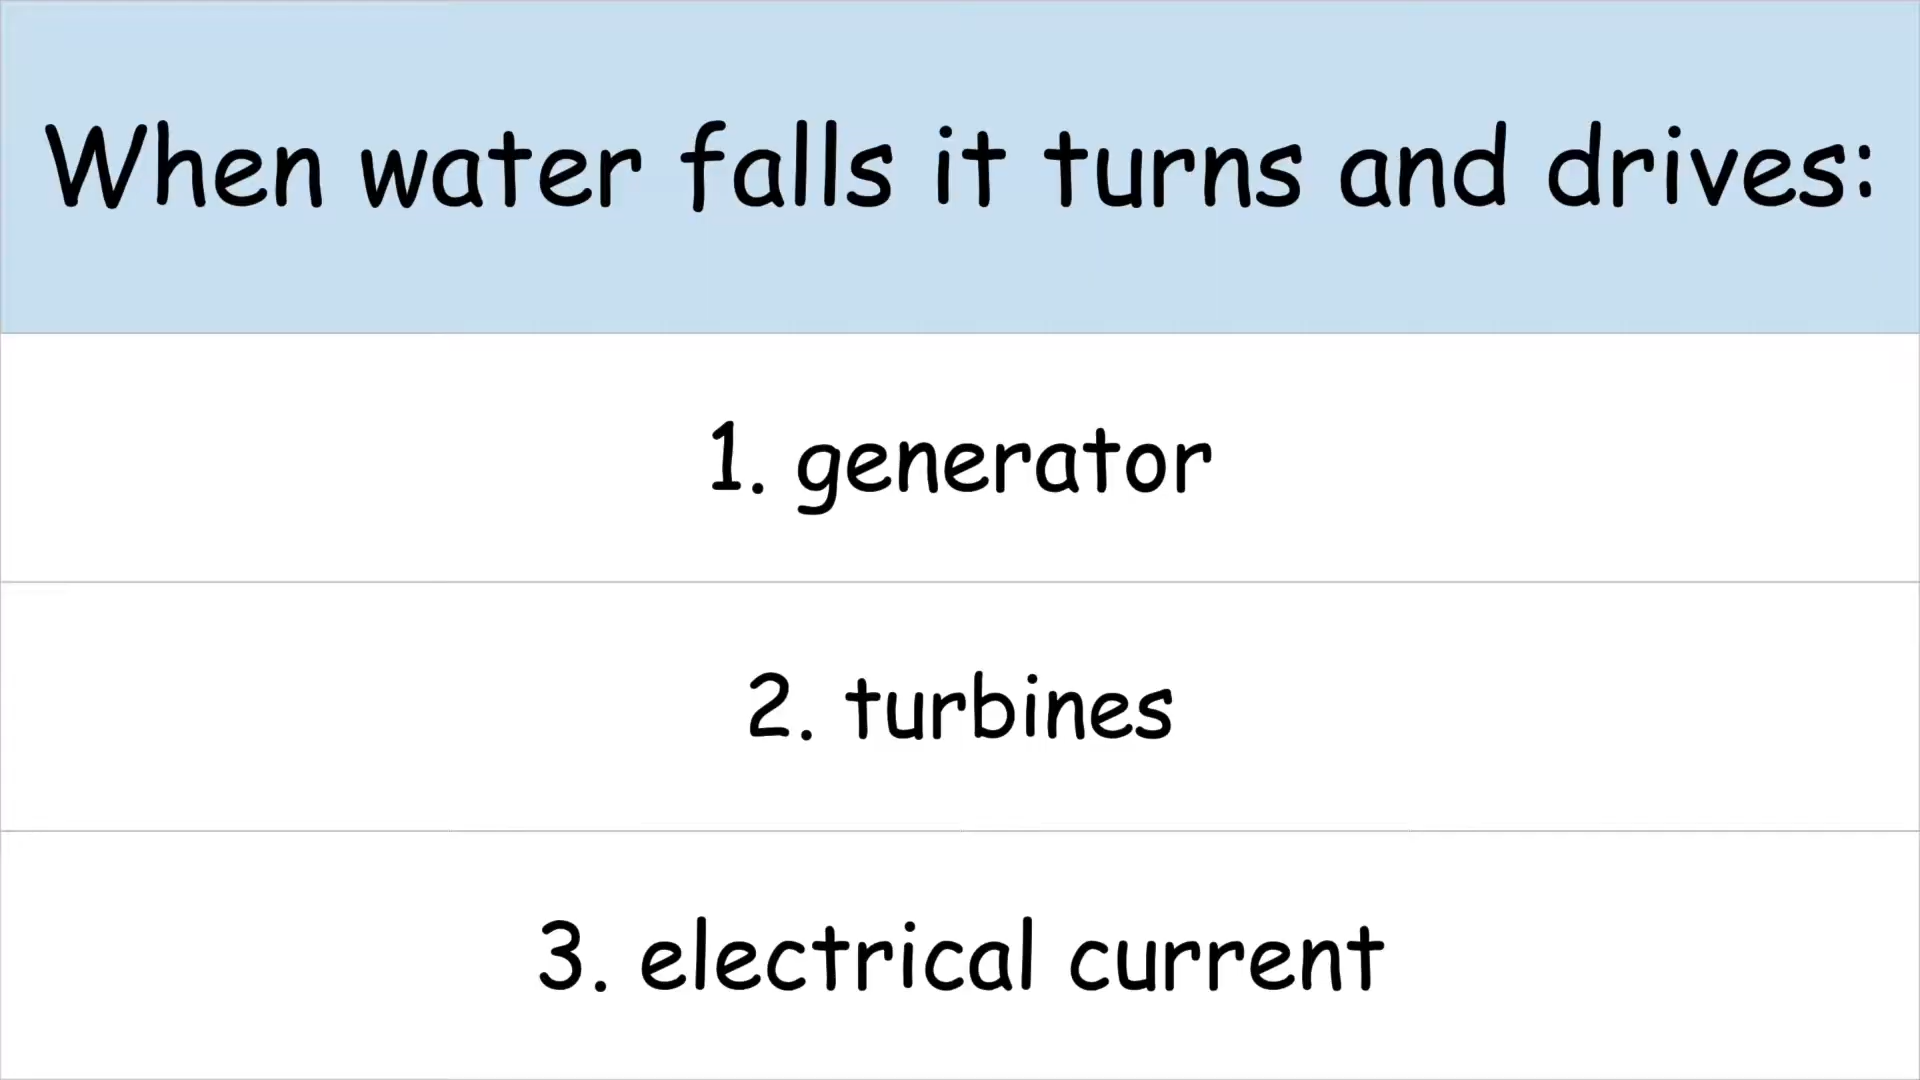 When water falls it turns and drives:
1. generator
2. turbines
3. electrical current